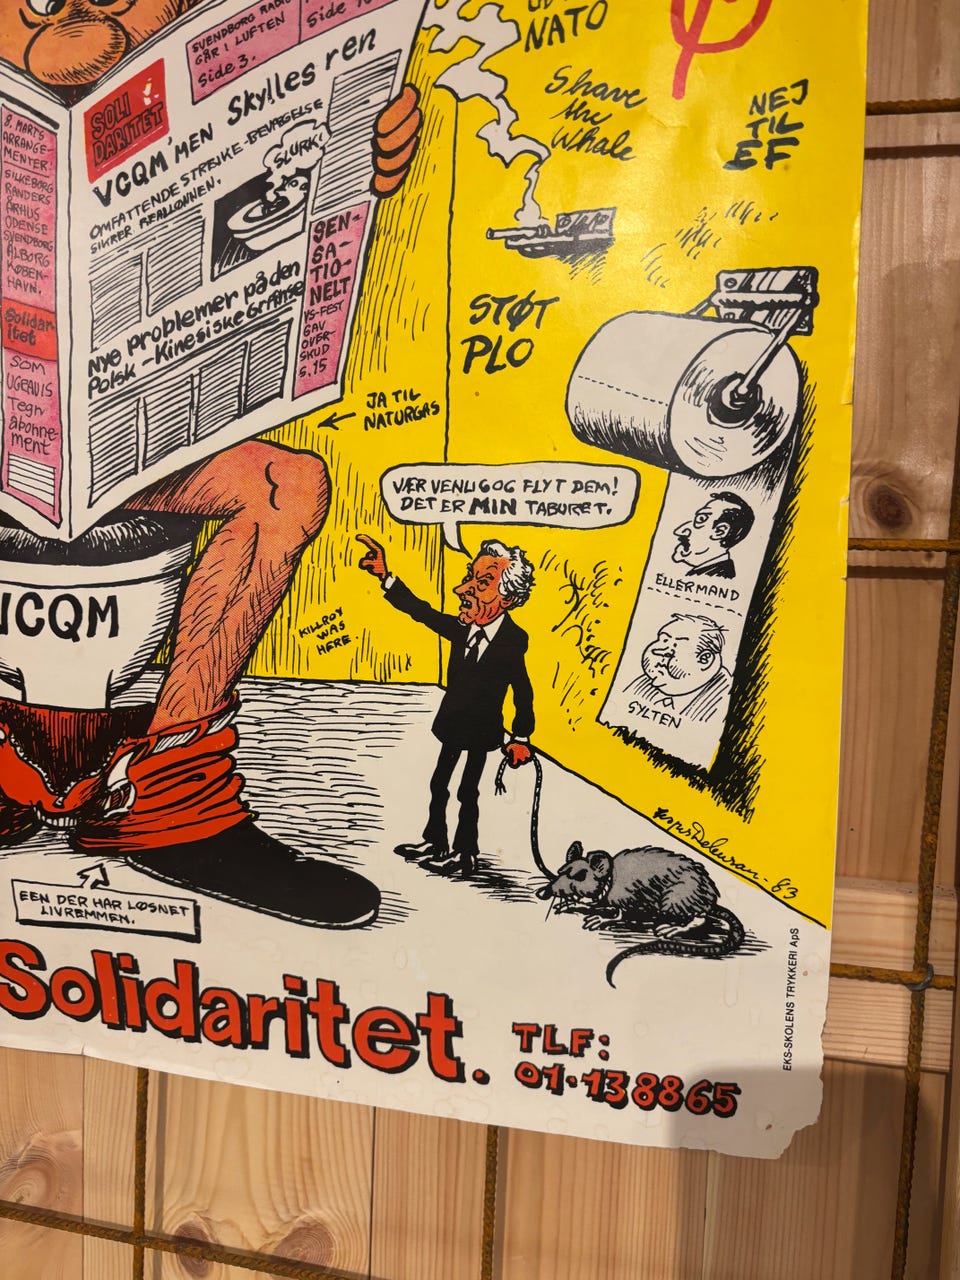 SVENDBORG RADIO
GÅR I LUFTEN
Side 3.
Side
SOLI
DARITET
VCQM'MEN Skylles ren
OMFATTENDE STREJKE-BEVÆGELSE
SIKRER REALLØNNEN.
SLURK!
Nye problemer på den
Polsk-Kinesiske Grænse
SEN-
SA-
TIO-
NELT
VS-FEST
GAV
OVER-
SKUD
S.15
8. MARTS
ARRANGE-
MENTER.
SILKEBORG
RANDERS
ÅRHUS
ODENSE
SVENDBORG
ÅLBORG
KØBEN-
HAVN.
Solidar-
itet
SOM
UGEAVIS
Tegn
abonne-
ment
NATO
Shave
the
Whale
NEJ
TIL
EF
STØT
PLO
JA TIL
NATURGAS
VÆR VENLIG OG FLYT DEM!
DET ER MIN TABURET.
ELLERMAND
SYLTEN
KILLROY
WAS
HERE.
VCQM
EEN DER HAR LØSNET
LIVREMMEN.
Jesper Deleuran-83
Solidaritet.
TLF:
01·138865
EKS-SKOLENS TRYKKERI ApS